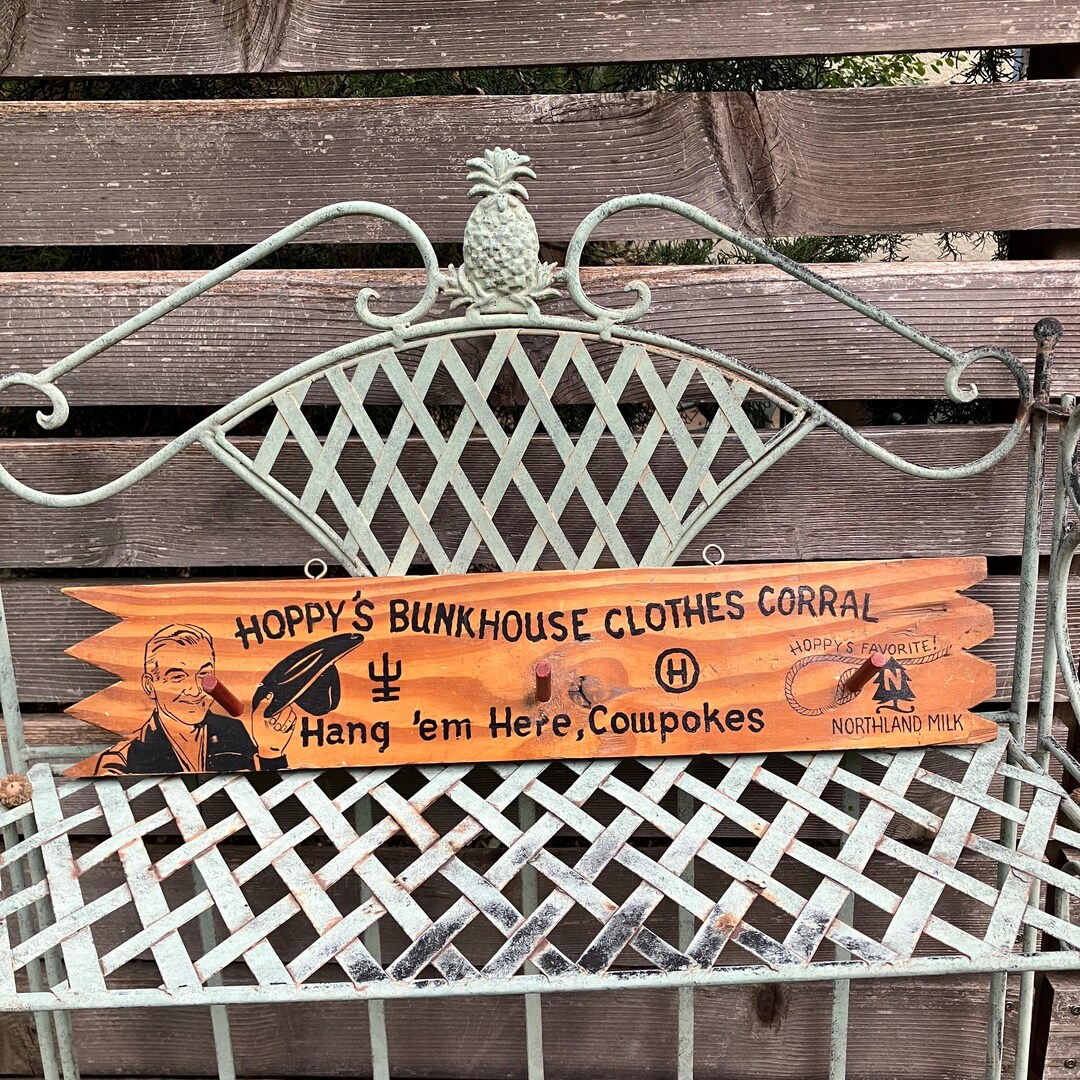 HOPPY'S BUNKHOUSE CLOTHES CORRAL
H
HOPPY'S FAVORITE!
N
Hang 'em Here, Cowpokes
NORTHLAND MILK